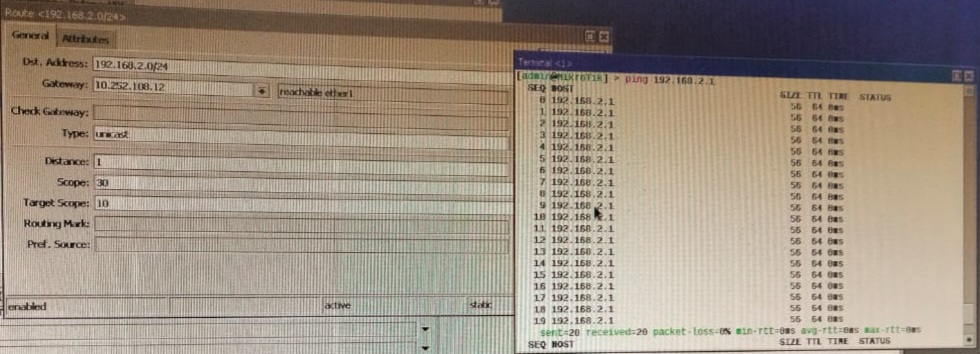 Route <192.168.2.0/24>
General Attributes
Dst. Address: 192.168.2.0/24
Gateway: 10.252.108.12 reachable ether1
Check Gateway:
Type: unicast
Distance: 1
Scope: 30
Target Scope: 10
Routing Mark:
Pref. Source:
enabled active static
Terminal <1>
[admin@MikroTik] > ping 192.168.2.1
SEQ HOST SIZE TTL TIME STATUS
0 192.168.2.1 56 64 0ms
1 192.168.2.1 56 64 0ms
2 192.168.2.1 56 64 0ms
3 192.168.2.1 56 64 0ms
4 192.168.2.1 56 64 0ms
5 192.168.2.1 56 64 0ms
6 192.168.2.1 56 64 0ms
7 192.168.2.1 56 64 0ms
8 192.168.2.1 56 64 0ms
9 192.168.2.1 56 64 0ms
10 192.168.2.1 56 64 0ms
11 192.168.2.1 56 64 0ms
12 192.168.2.1 56 64 0ms
13 192.168.2.1 56 64 0ms
14 192.168.2.1 56 64 0ms
15 192.168.2.1 56 64 0ms
16 192.168.2.1 56 64 0ms
17 192.168.2.1 56 64 0ms
18 192.168.2.1 56 64 0ms
19 192.168.2.1 56 64 0ms
sent=20 received=20 packet-loss=0% min-rtt=0ms avg-rtt=0ms max-rtt=0ms
SEQ HOST SIZE TTL TIME STATUS